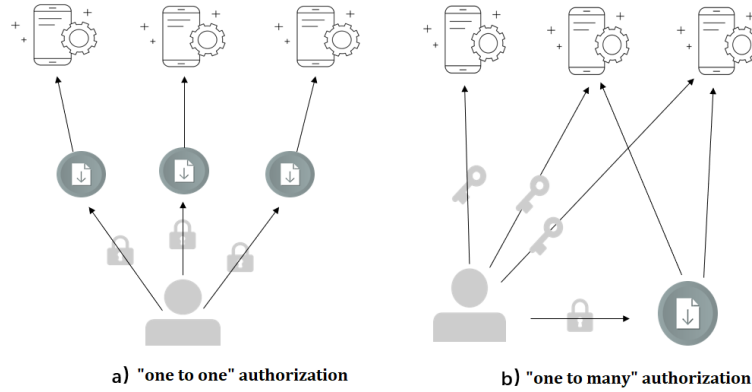 a) "one to one" authorization
b) "one to many" authorization